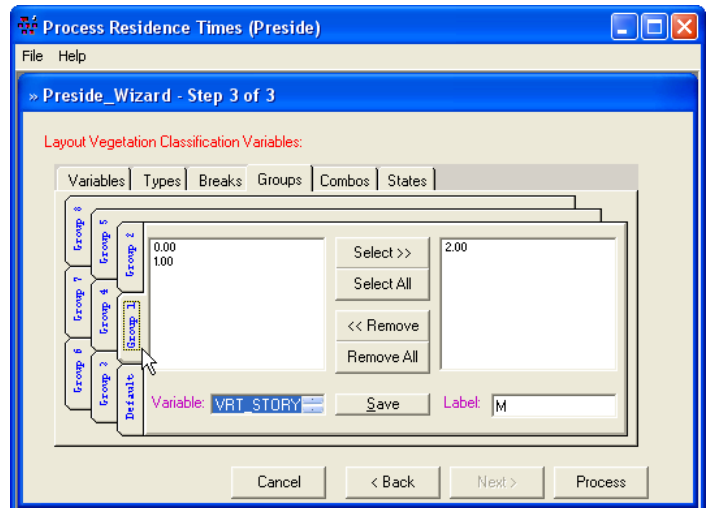 Process Residence Times (Preside)
File Help
» Preside_Wizard - Step 3 of 3
Layout Vegetation Classification Variables:
Variables Types Breaks Groups Combos States
Group 8
Group 7
Group 6
Group 5
Group 4
Group 3
Group 2
Group 1
Default
0.00
1.00
Select >>
Select All
<< Remove
Remove All
2.00
Variable: VRT_STORY Save Label: M
Cancel < Back Next > Process